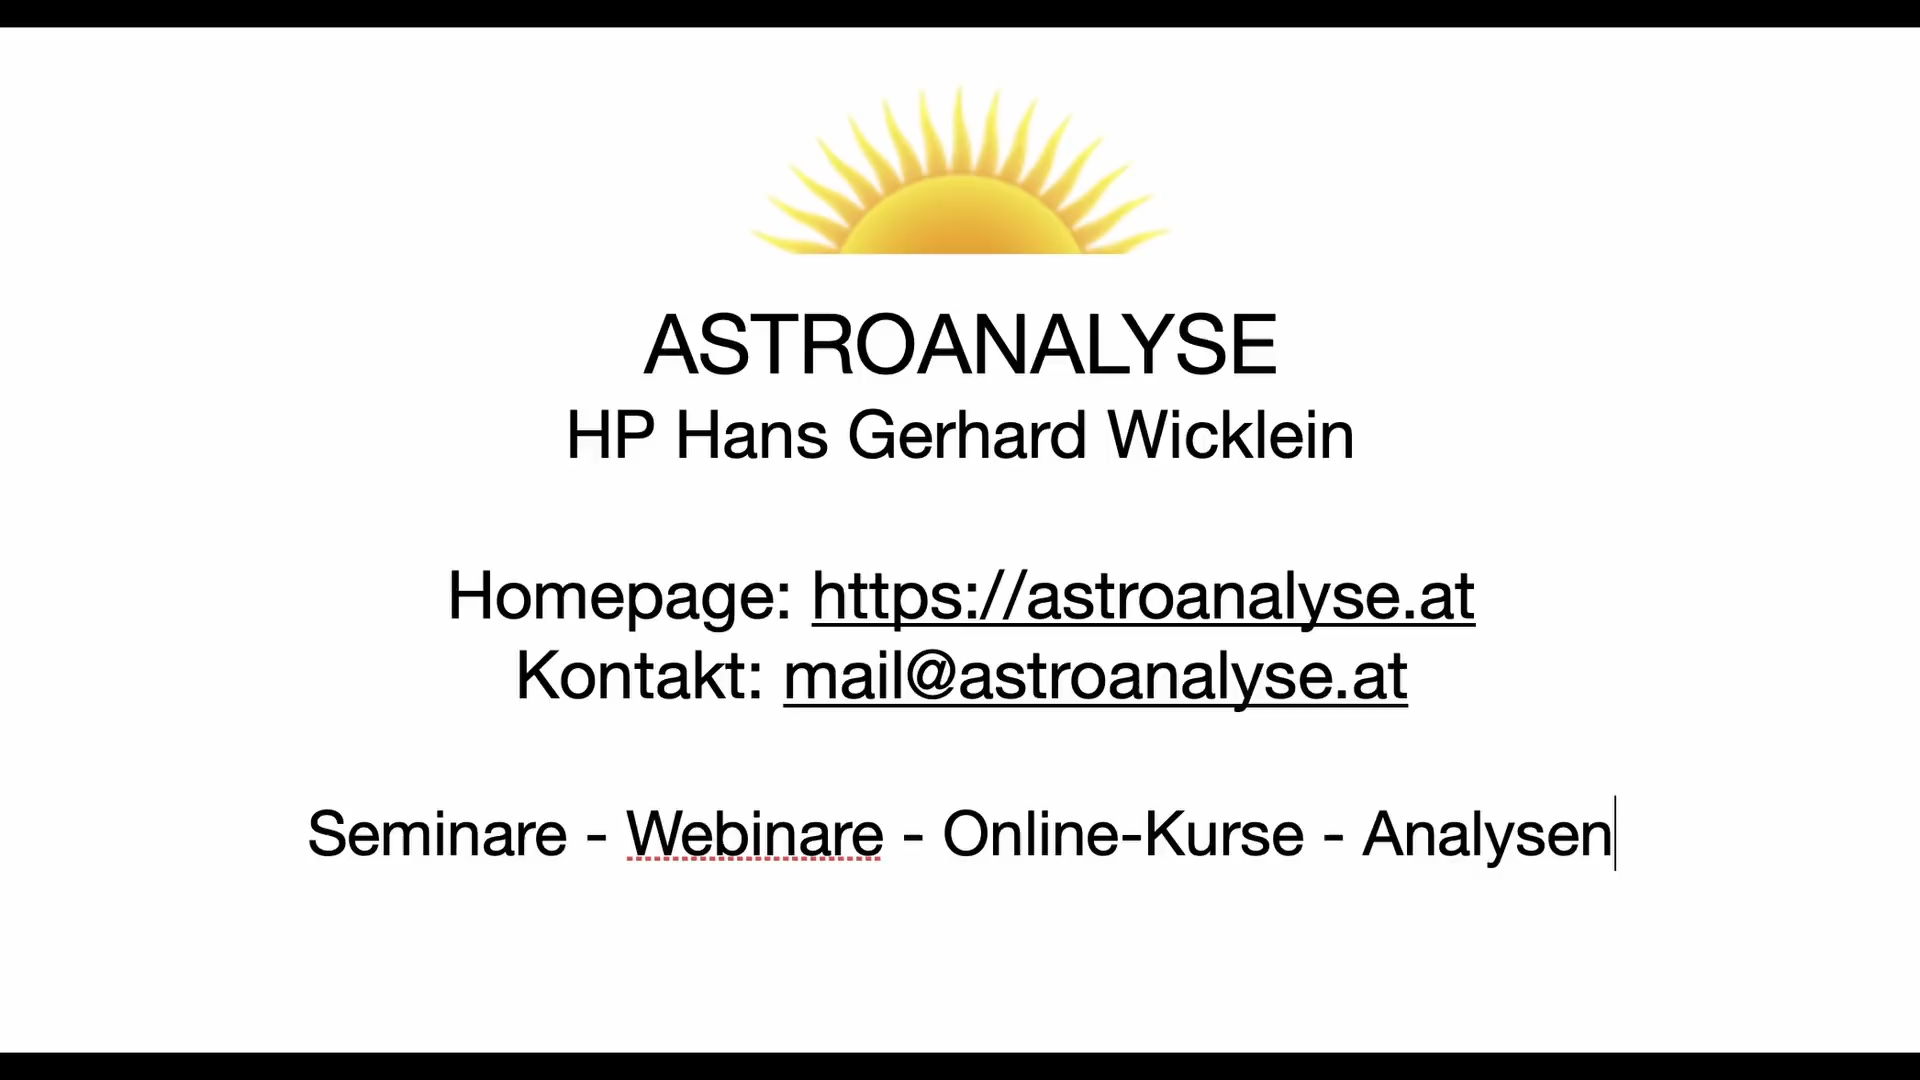 ASTROANALYSE
HP Hans Gerhard Wicklein
Homepage: https://astroanalyse.at
Kontakt: mail@astroanalyse.at
Seminare - Webinare - Online-Kurse - Analysen